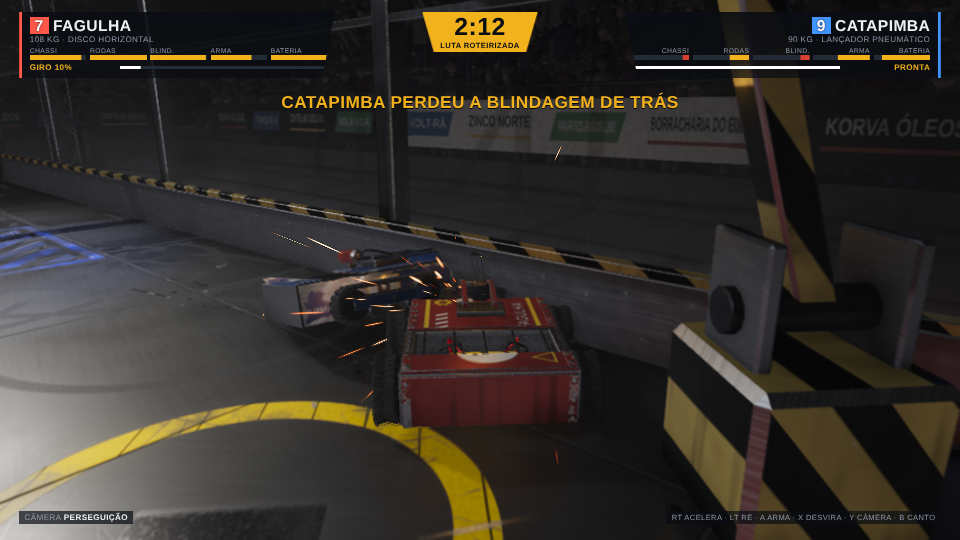 7 FAGULHA
108 KG · DISCO HORIZONTAL
CHASSI RODAS BLIND. ARMA BATERIA
GIRO 10%
2:12
LUTA ROTEIRIZADA
9 CATAPIMBA
90 KG · LANÇADOR PNEUMÁTICO
CHASSI RODAS BLIND. ARMA BATERIA
PRONTA
CATAPIMBA PERDEU A BLINDAGEM DE TRÁS
VOLT-RÃ
ZINCO NORTE
BORRACHARIA DO
KORVA ÓLEOS
CÂMERA PERSEGUIÇÃO
RT ACELERA · LT RÉ · A ARMA · X DESVIRA · Y CÂMERA · B CANTO